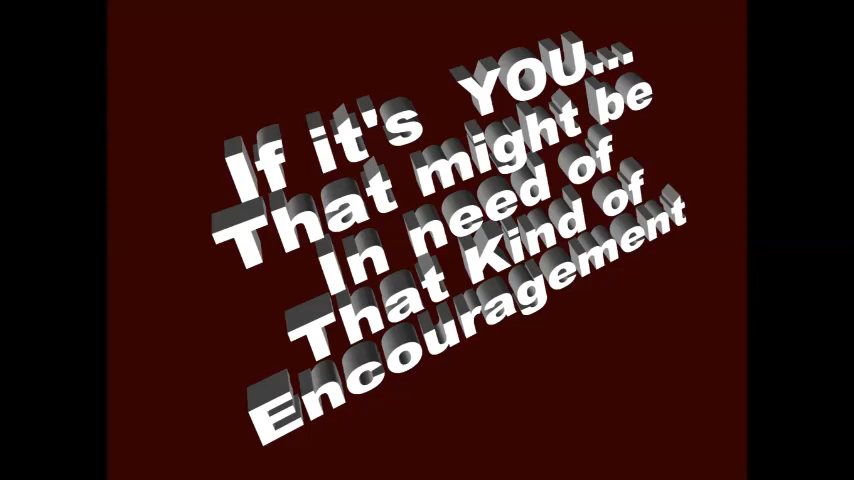 If it's YOU...
That might be
In need of
That Kind of
Encouragement